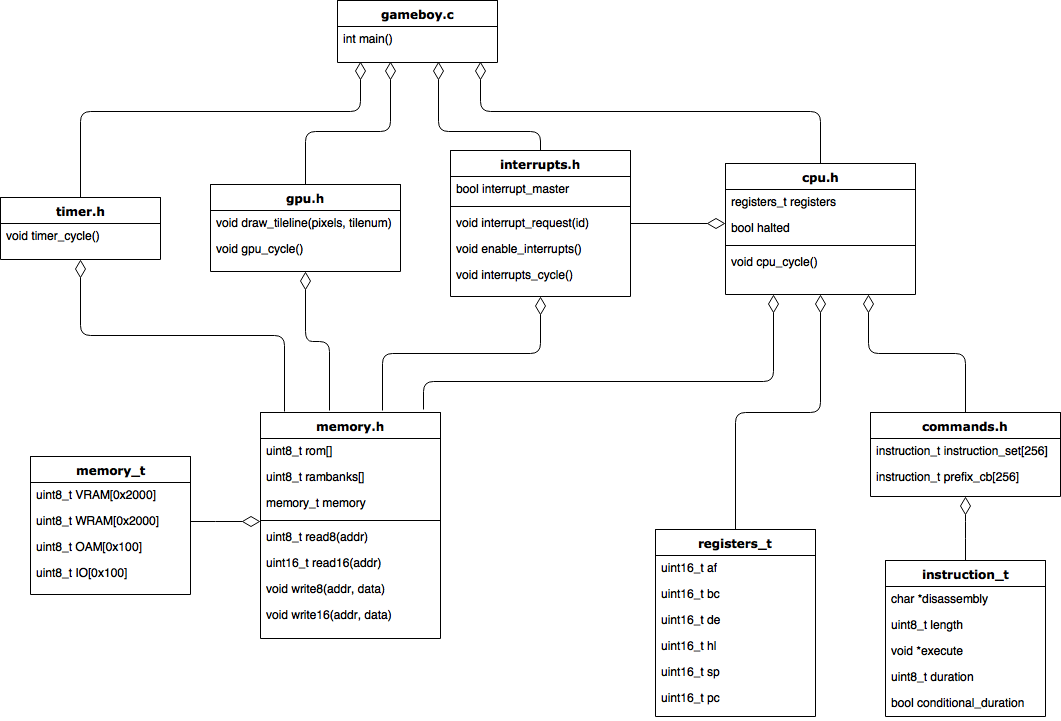 gameboy.c
int main()
timer.h
void timer_cycle()
gpu.h
void draw_tileline(pixels, tilenum)
void gpu_cycle()
interrupts.h
bool interrupt_master
void interrupt_request(id)
void enable_interrupts()
void interrupts_cycle()
cpu.h
registers_t registers
bool halted
void cpu_cycle()
memory_t
uint8_t VRAM[0x2000]
uint8_t WRAM[0x2000]
uint8_t OAM[0x100]
uint8_t IO[0x100]
memory.h
uint8_t rom[]
uint8_t rambanks[]
memory_t memory
uint8_t read8(addr)
uint16_t read16(addr)
void write8(addr, data)
void write16(addr, data)
registers_t
uint16_t af
uint16_t bc
uint16_t de
uint16_t hl
uint16_t sp
uint16_t pc
commands.h
instruction_t instruction_set[256]
instruction_t prefix_cb[256]
instruction_t
char *disassembly
uint8_t length
void *execute
uint8_t duration
bool conditional_duration